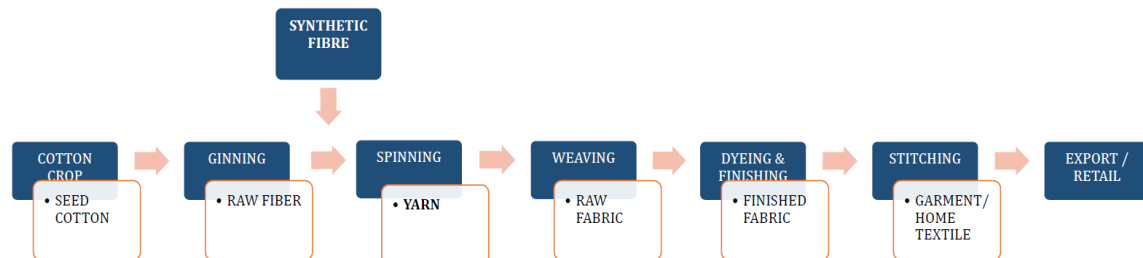 SYNTHETIC
FIBRE
COTTON
CROP
• SEED
COTTON
GINNING
• RAW FIBER
SPINNING
• YARN
WEAVING
• RAW
FABRIC
DYEING &
FINISHING
• FINISHED
FABRIC
STITCHING
• GARMENT/
HOME
TEXTILE
EXPORT /
RETAIL